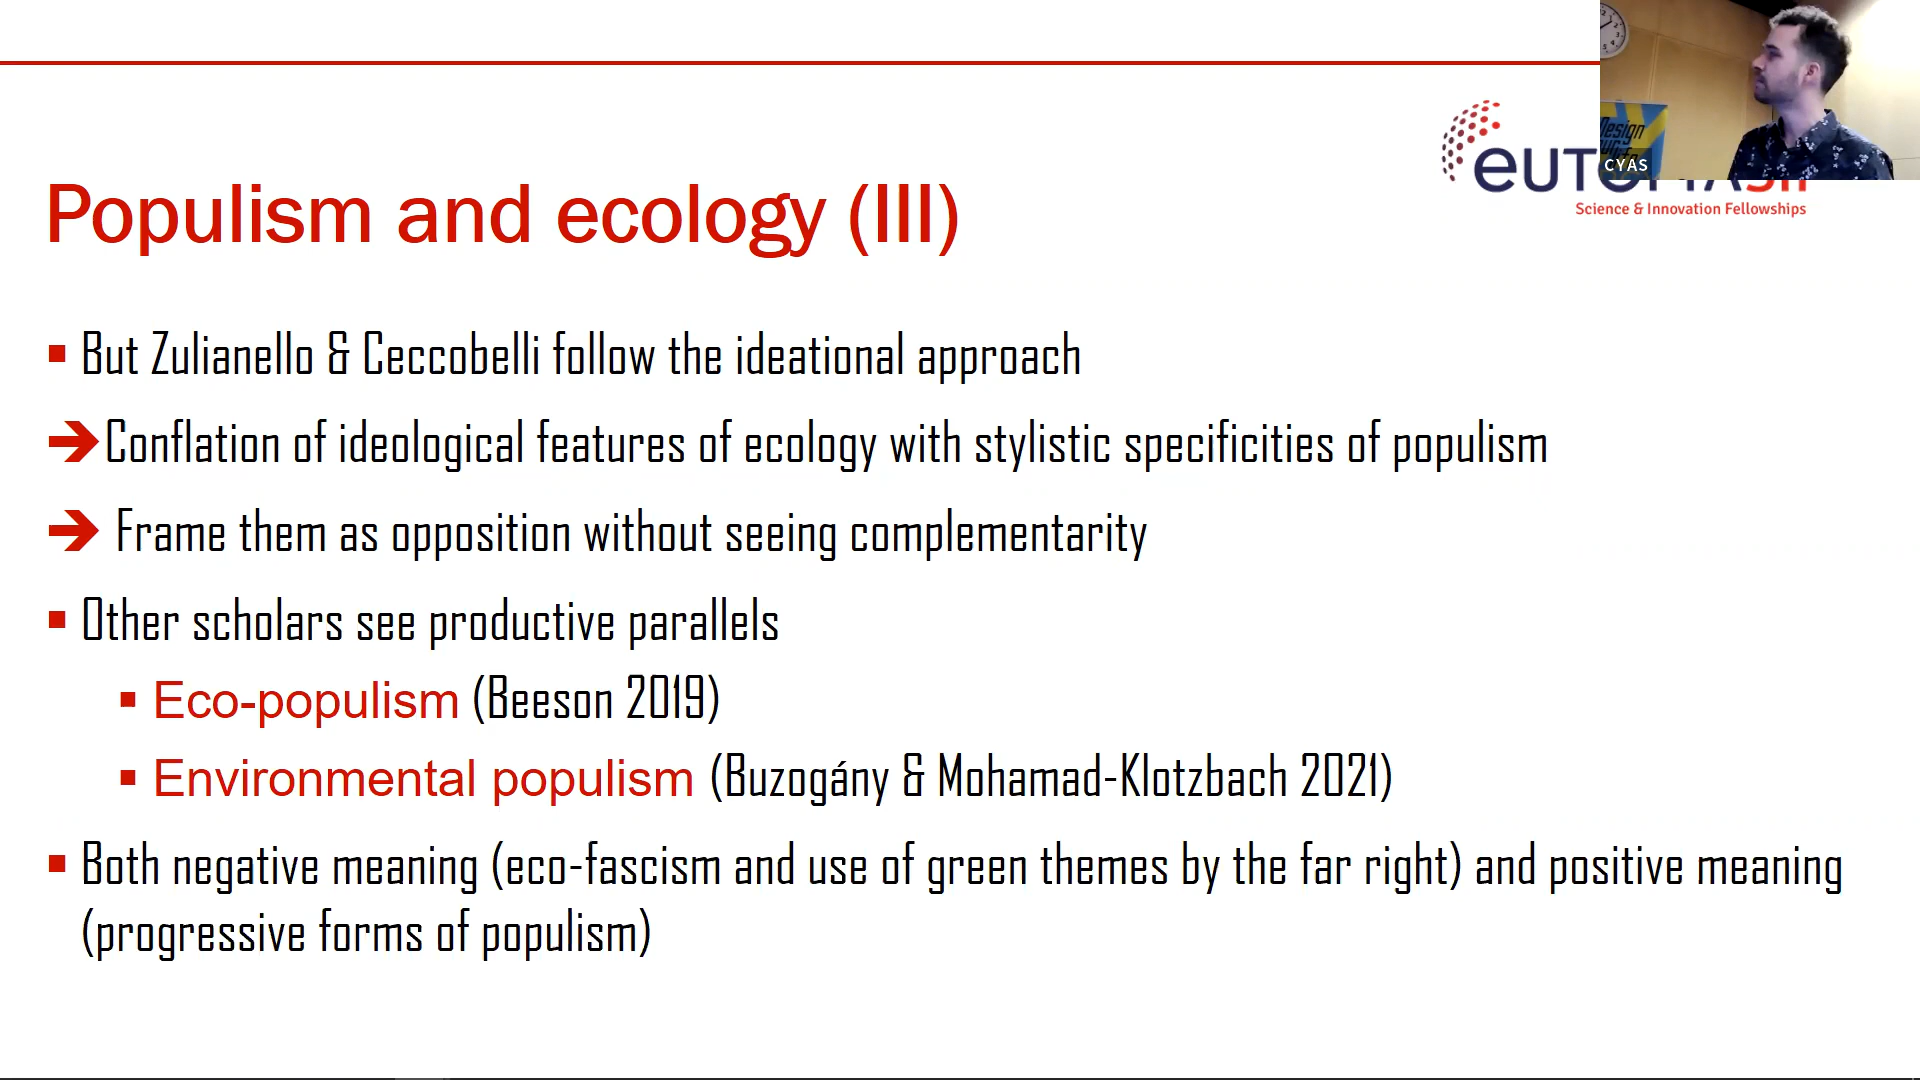 Populism and ecology (III)
Science & Innovation Fellowships
CYAS
Design
But Zulianello & Ceccobelli follow the ideational approach
Conflation of ideological features of ecology with stylistic specificities of populism
Frame them as opposition without seeing complementarity
Other scholars see productive parallels
Eco-populism (Beeson 2019)
Environmental populism (Buzogány & Mohamad-Klotzbach 2021)
Both negative meaning (eco-fascism and use of green themes by the far right) and positive meaning
(progressive forms of populism)